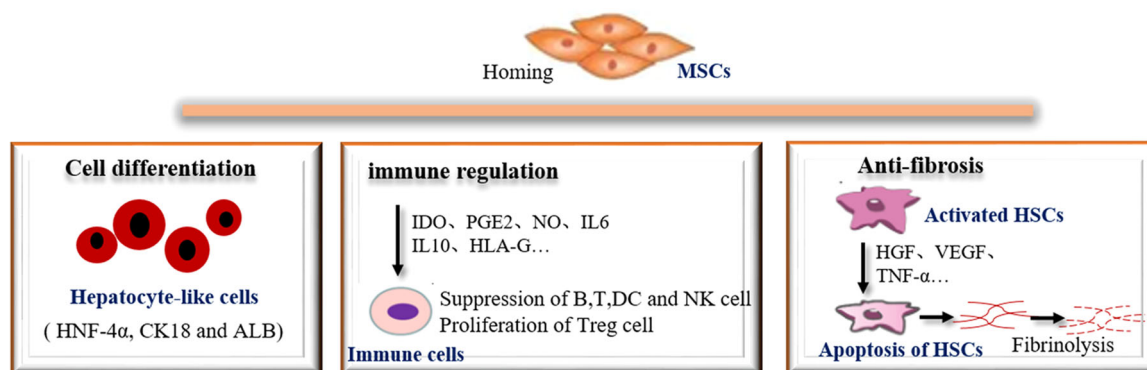 Homing
MSCs
Cell differentiation
Hepatocyte-like cells
( HNF-4α, CK18 and ALB)
immune regulation
IDO、PGE2、NO、IL6
IL10、HLA-G…
Suppression of B,T,DC and NK cell
Proliferation of Treg cell
Immune cells
Anti-fibrosis
Activated HSCs
HGF、VEGF、
TNF-α…
Apoptosis of HSCs
Fibrinolysis